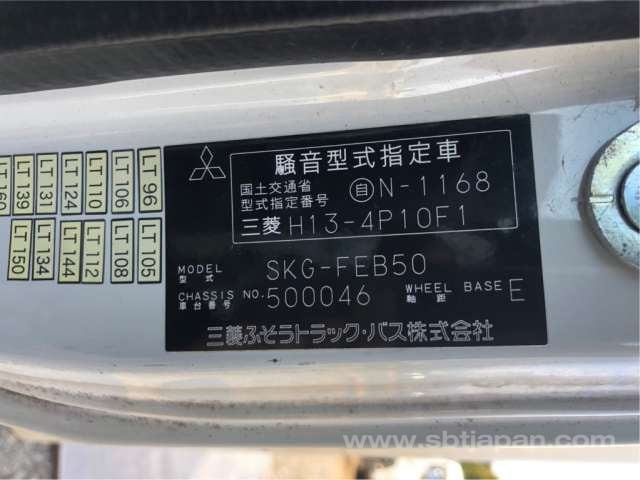 騒音型式指定車
国土交通省
型式指定番号
自 N-1168
三菱 H13-4P10F1
MODEL
型式
SKG-FEB50
CHASSIS NO.
車台番号
500046
WHEEL BASE
軸距
E
三菱ふそうトラック・バス株式会社
LT 139
LT 131
LT 124
LT 110
LT 106
LT 96
LT 150
LT 134
LT 144
LT 112
LT 108
LT 105
www.sbtjapan.com